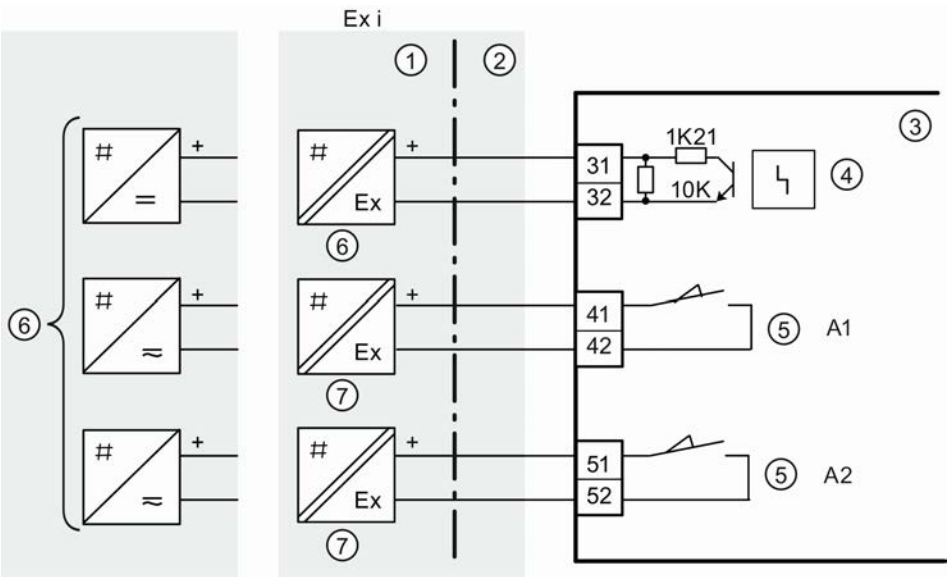 Ex i
① ②
③
# + = 
# + Ex
⑥
31
32
1K21
10K
④
⑥
# + ≈
# + Ex
⑦
41
42
⑤ A1
# + ≈
# + Ex
⑦
51
52
⑤ A2